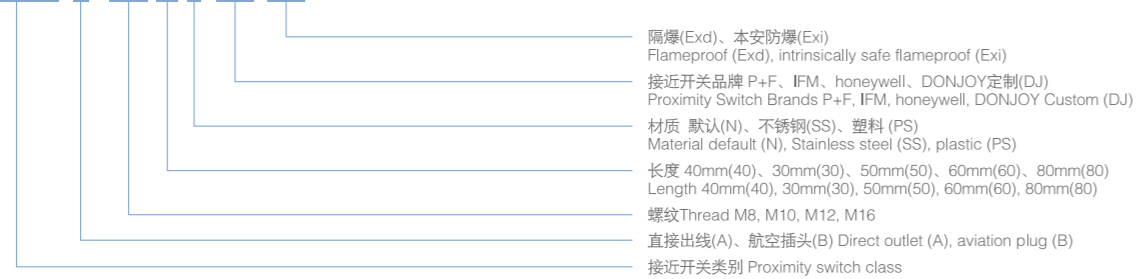 隔爆(Exd)、本安防爆(Exi)
Flameproof (Exd), intrinsically safe flameproof (Exi)
接近开关品牌 P+F、IFM、honeywell、DONJOY定制(DJ)
Proximity Switch Brands P+F, IFM, honeywell, DONJOY Custom (DJ)
材质 默认(N)、不锈钢(SS)、塑料 (PS)
Material default (N), Stainless steel (SS), plastic (PS)
长度 40mm(40)、30mm(30)、50mm(50)、60mm(60)、80mm(80)
Length 40mm(40), 30mm(30), 50mm(50), 60mm(60), 80mm(80)
螺纹Thread M8, M10, M12, M16
直接出线(A)、航空插头(B) Direct outlet (A), aviation plug (B)
接近开关类别 Proximity switch class